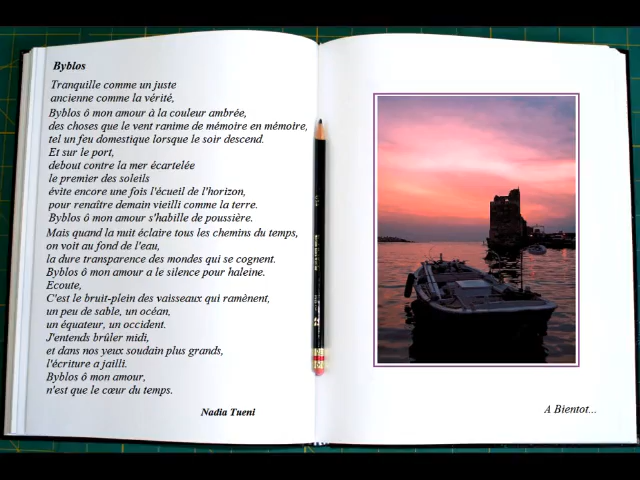 Byblos
Tranquille comme un juste
ancienne comme la vérité,
Byblos ô mon amour à la couleur ambrée,
des choses que le vent ranime de mémoire en mémoire,
tel un feu domestique lorsque le soir descend.
Et sur le port,
debout contre la mer écartelée
le premier des soleils
évite encore une fois l'écueil de l'horizon,
pour renaître demain vieilli comme la terre.
Byblos ô mon amour s'habille de poussière.
Mais quand la nuit éclaire tous les chemins du temps,
on voit au fond de l'eau,
la dure transparence des mondes qui se cognent.
Byblos ô mon amour a le silence pour haleine.
Ecoute,
C'est le bruit-plein des vaisseaux qui ramènent,
un peu de sable, un océan,
un équateur, un occident.
J'entends brûler midi,
et dans nos yeux soudain plus grands,
l'écriture a jailli.
Byblos ô mon amour,
n'est que le cœur du temps.
Nadia Tueni
A Bientot...